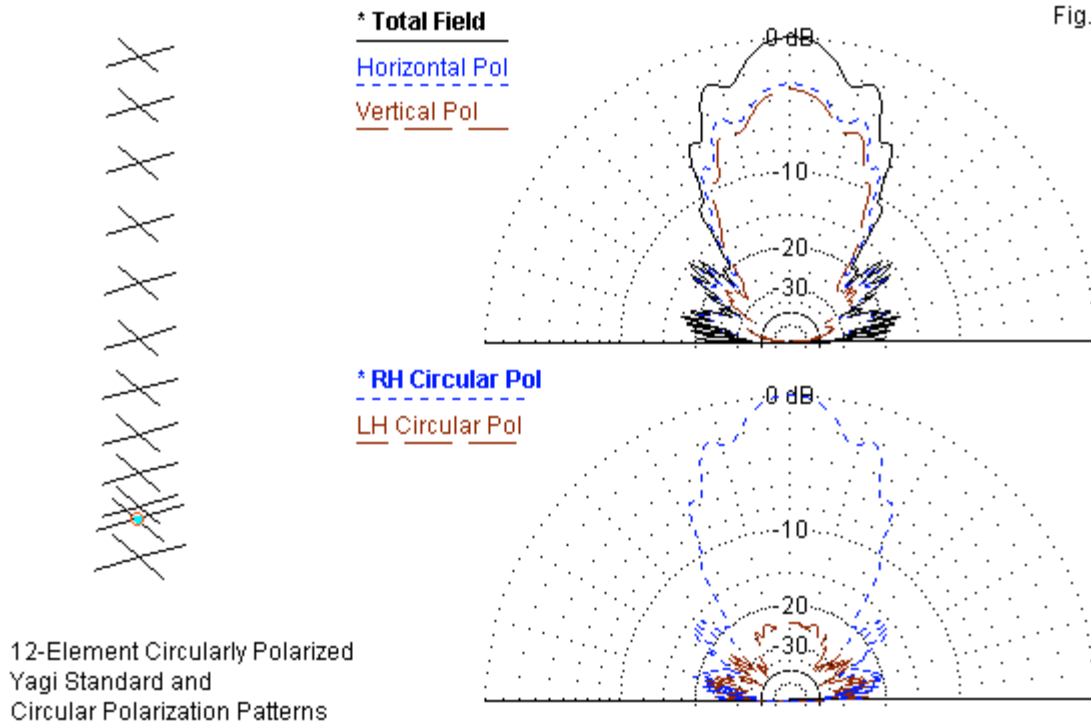 * Total Field
Horizontal Pol
Vertical Pol
Fig.
0 dB
-10
-20
-30
* RH Circular Pol
LH Circular Pol
0 dB
-10
-20
-30
12-Element Circularly Polarized
Yagi Standard and
Circular Polarization Patterns